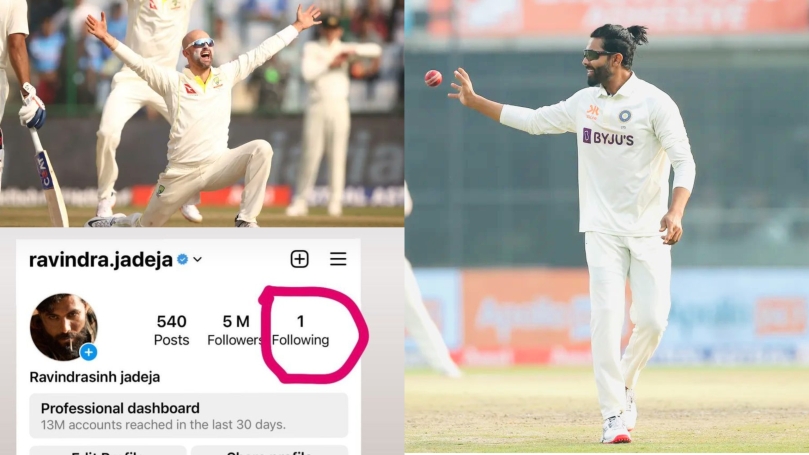 ravindra.jadeja
540
5 M
1
Posts
Followers
Following
Ravindrasinh jadeja
Professional dashboard
13M accounts reached in the last 30 days.
BYJU'S